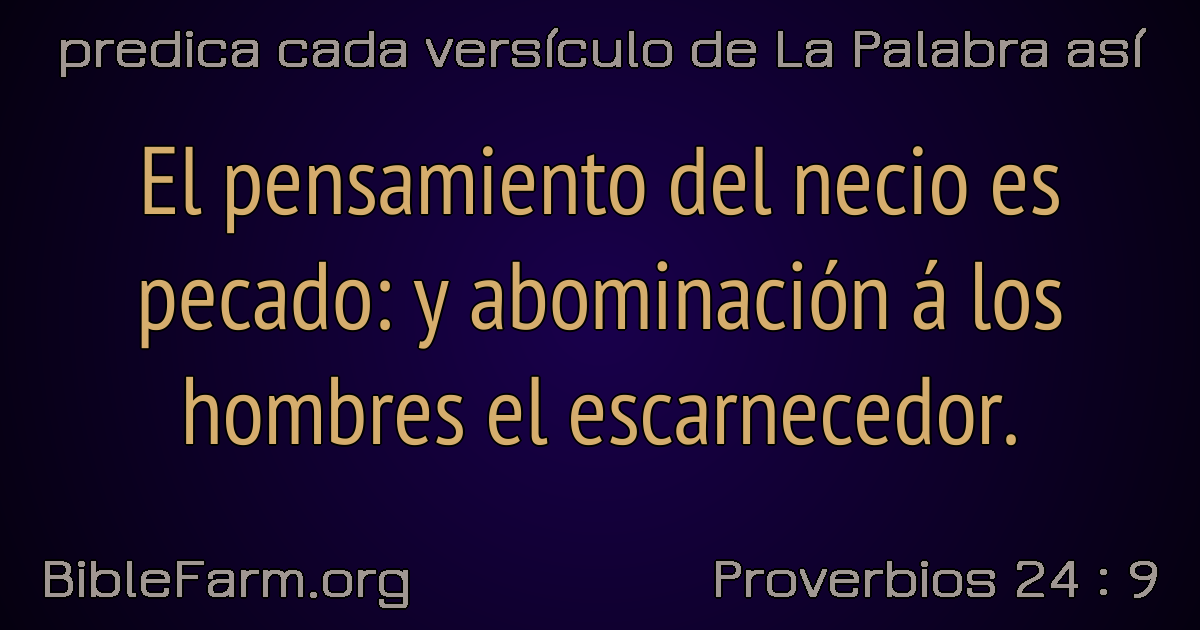 predica cada versículo de La Palabra así
El pensamiento del necio es
pecado: y abominación á los
hombres el escarnecedor.
BibleFarm.org
Proverbios 24 : 9